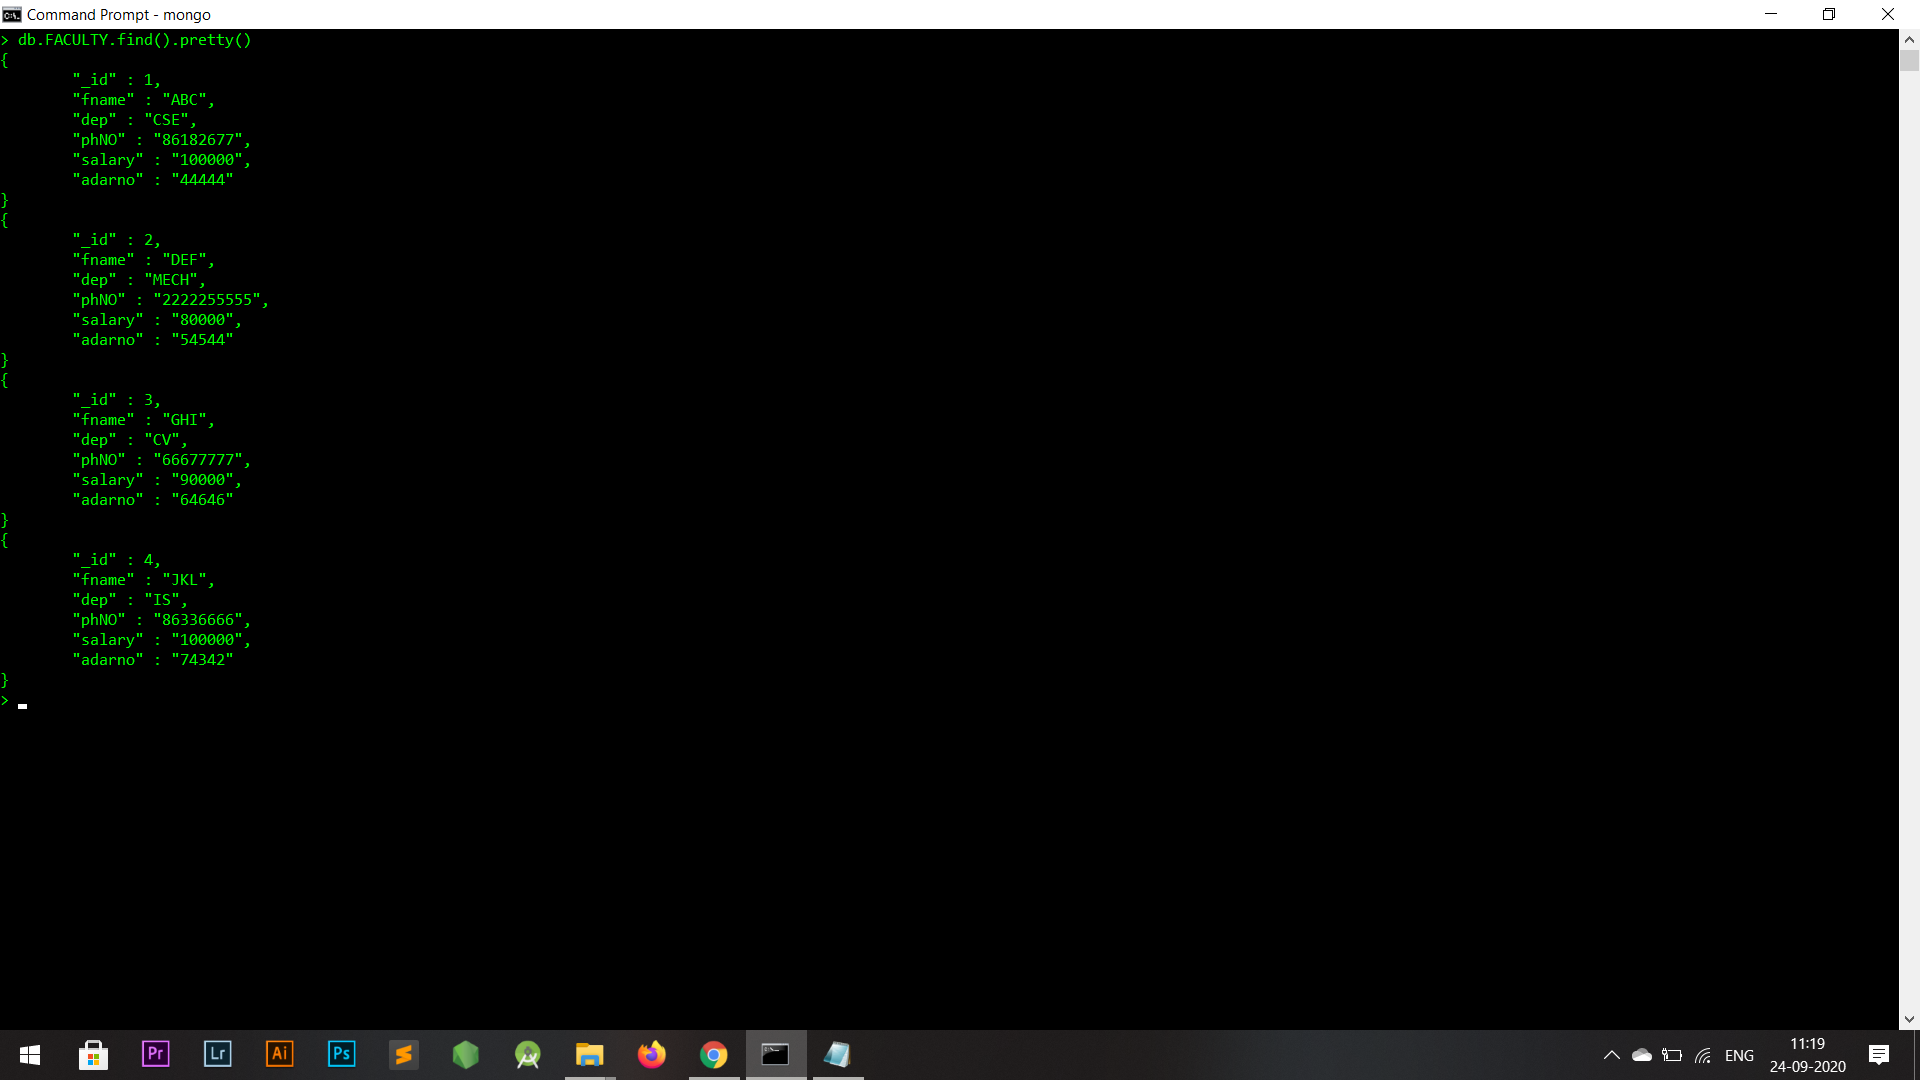 Command Prompt - mongo
> db.FACULTY.find().pretty()
{
        "_id" : 1,
        "fname" : "ABC",
        "dep" : "CSE",
        "phNO" : "86182677",
        "salary" : "100000",
        "adarno" : "44444"
}
{
        "_id" : 2,
        "fname" : "DEF",
        "dep" : "MECH",
        "phNO" : "2222255555",
        "salary" : "80000",
        "adarno" : "54544"
}
{
        "_id" : 3,
        "fname" : "GHI",
        "dep" : "CV",
        "phNO" : "66677777",
        "salary" : "90000",
        "adarno" : "64646"
}
{
        "_id" : 4,
        "fname" : "JKL",
        "dep" : "IS",
        "phNO" : "86336666",
        "salary" : "100000",
        "adarno" : "74342"
}
>
Pr Lr Ai Ps
ENG
11:19
24-09-2020